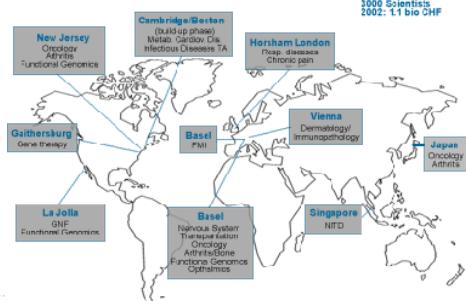 3000 Scientists
2002: 1.1 bio CHF
Cambridge/Boston
(build-up phase)
Metab. Cardiov. Dis.
Infectious Diseases TA
New Jersey
Oncology
Arthritis
Functional Genomics
Horsham London
Resp. diseases
Chronic pain
Gaithersburg
Gene therapy
Basel
FMI
Vienna
Dermatology/
Immunopathology
Japan
Oncology
Arthritis
La Jolla
GNF
Functional Genomics
Basel
Nervous System
Transplantation
Oncology
Arthritis/Bone
Functional Genomics
Opthalmics
Singapore
NITD